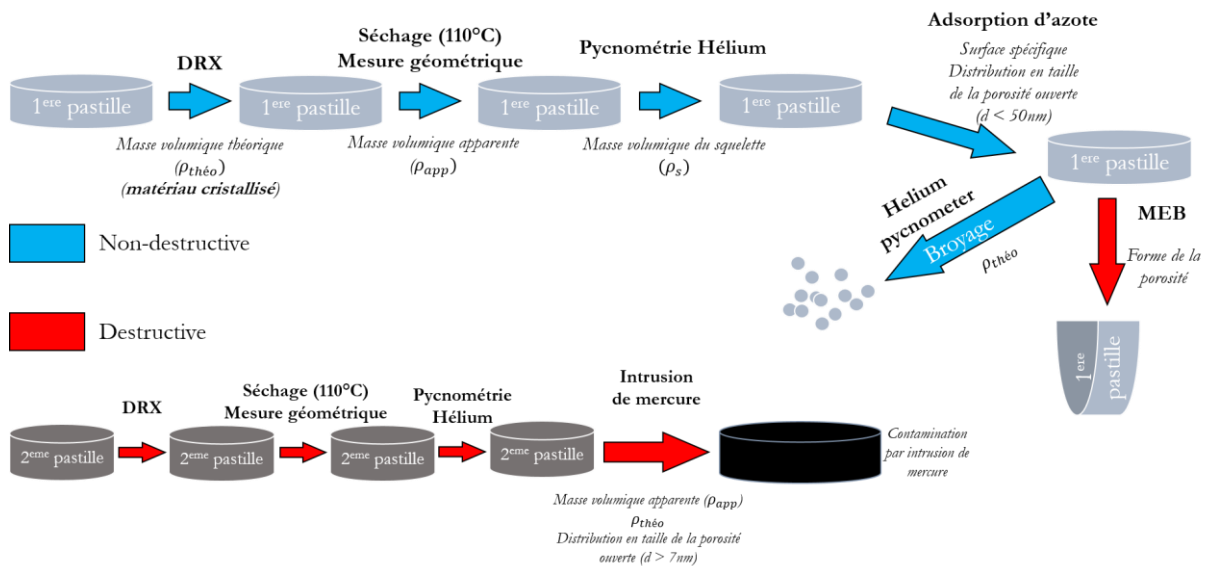 Adsorption d'azote
Surface spécifique
Distribution en taille
de la porosité ouverte
(d < 50nm)
Séchage (110°C)
Mesure géométrique
DRX
Pycnométrie Hélium
1ere pastille
1ere pastille
1ere pastille
1ere pastille
1ere pastille
Masse volumique théorique
(ρthéo)
(matériau cristallisé)
Masse volumique apparente
(ρapp)
Masse volumique du squelette
(ρs)
Helium
pycnometer
Broyage
ρthéo
MEB
Forme de la
porosité
1ere
pastille
Non-destructive
Destructive
DRX
Séchage (110°C)
Mesure géométrique
Pycnométrie
Hélium
Intrusion
de mercure
2eme pastille
2eme pastille
2eme pastille
2eme pastille
Contamination
par intrusion de
mercure
Masse volumique apparente (ρapp)
ρthéo
Distribution en taille de la porosité
ouverte (d > 7nm)